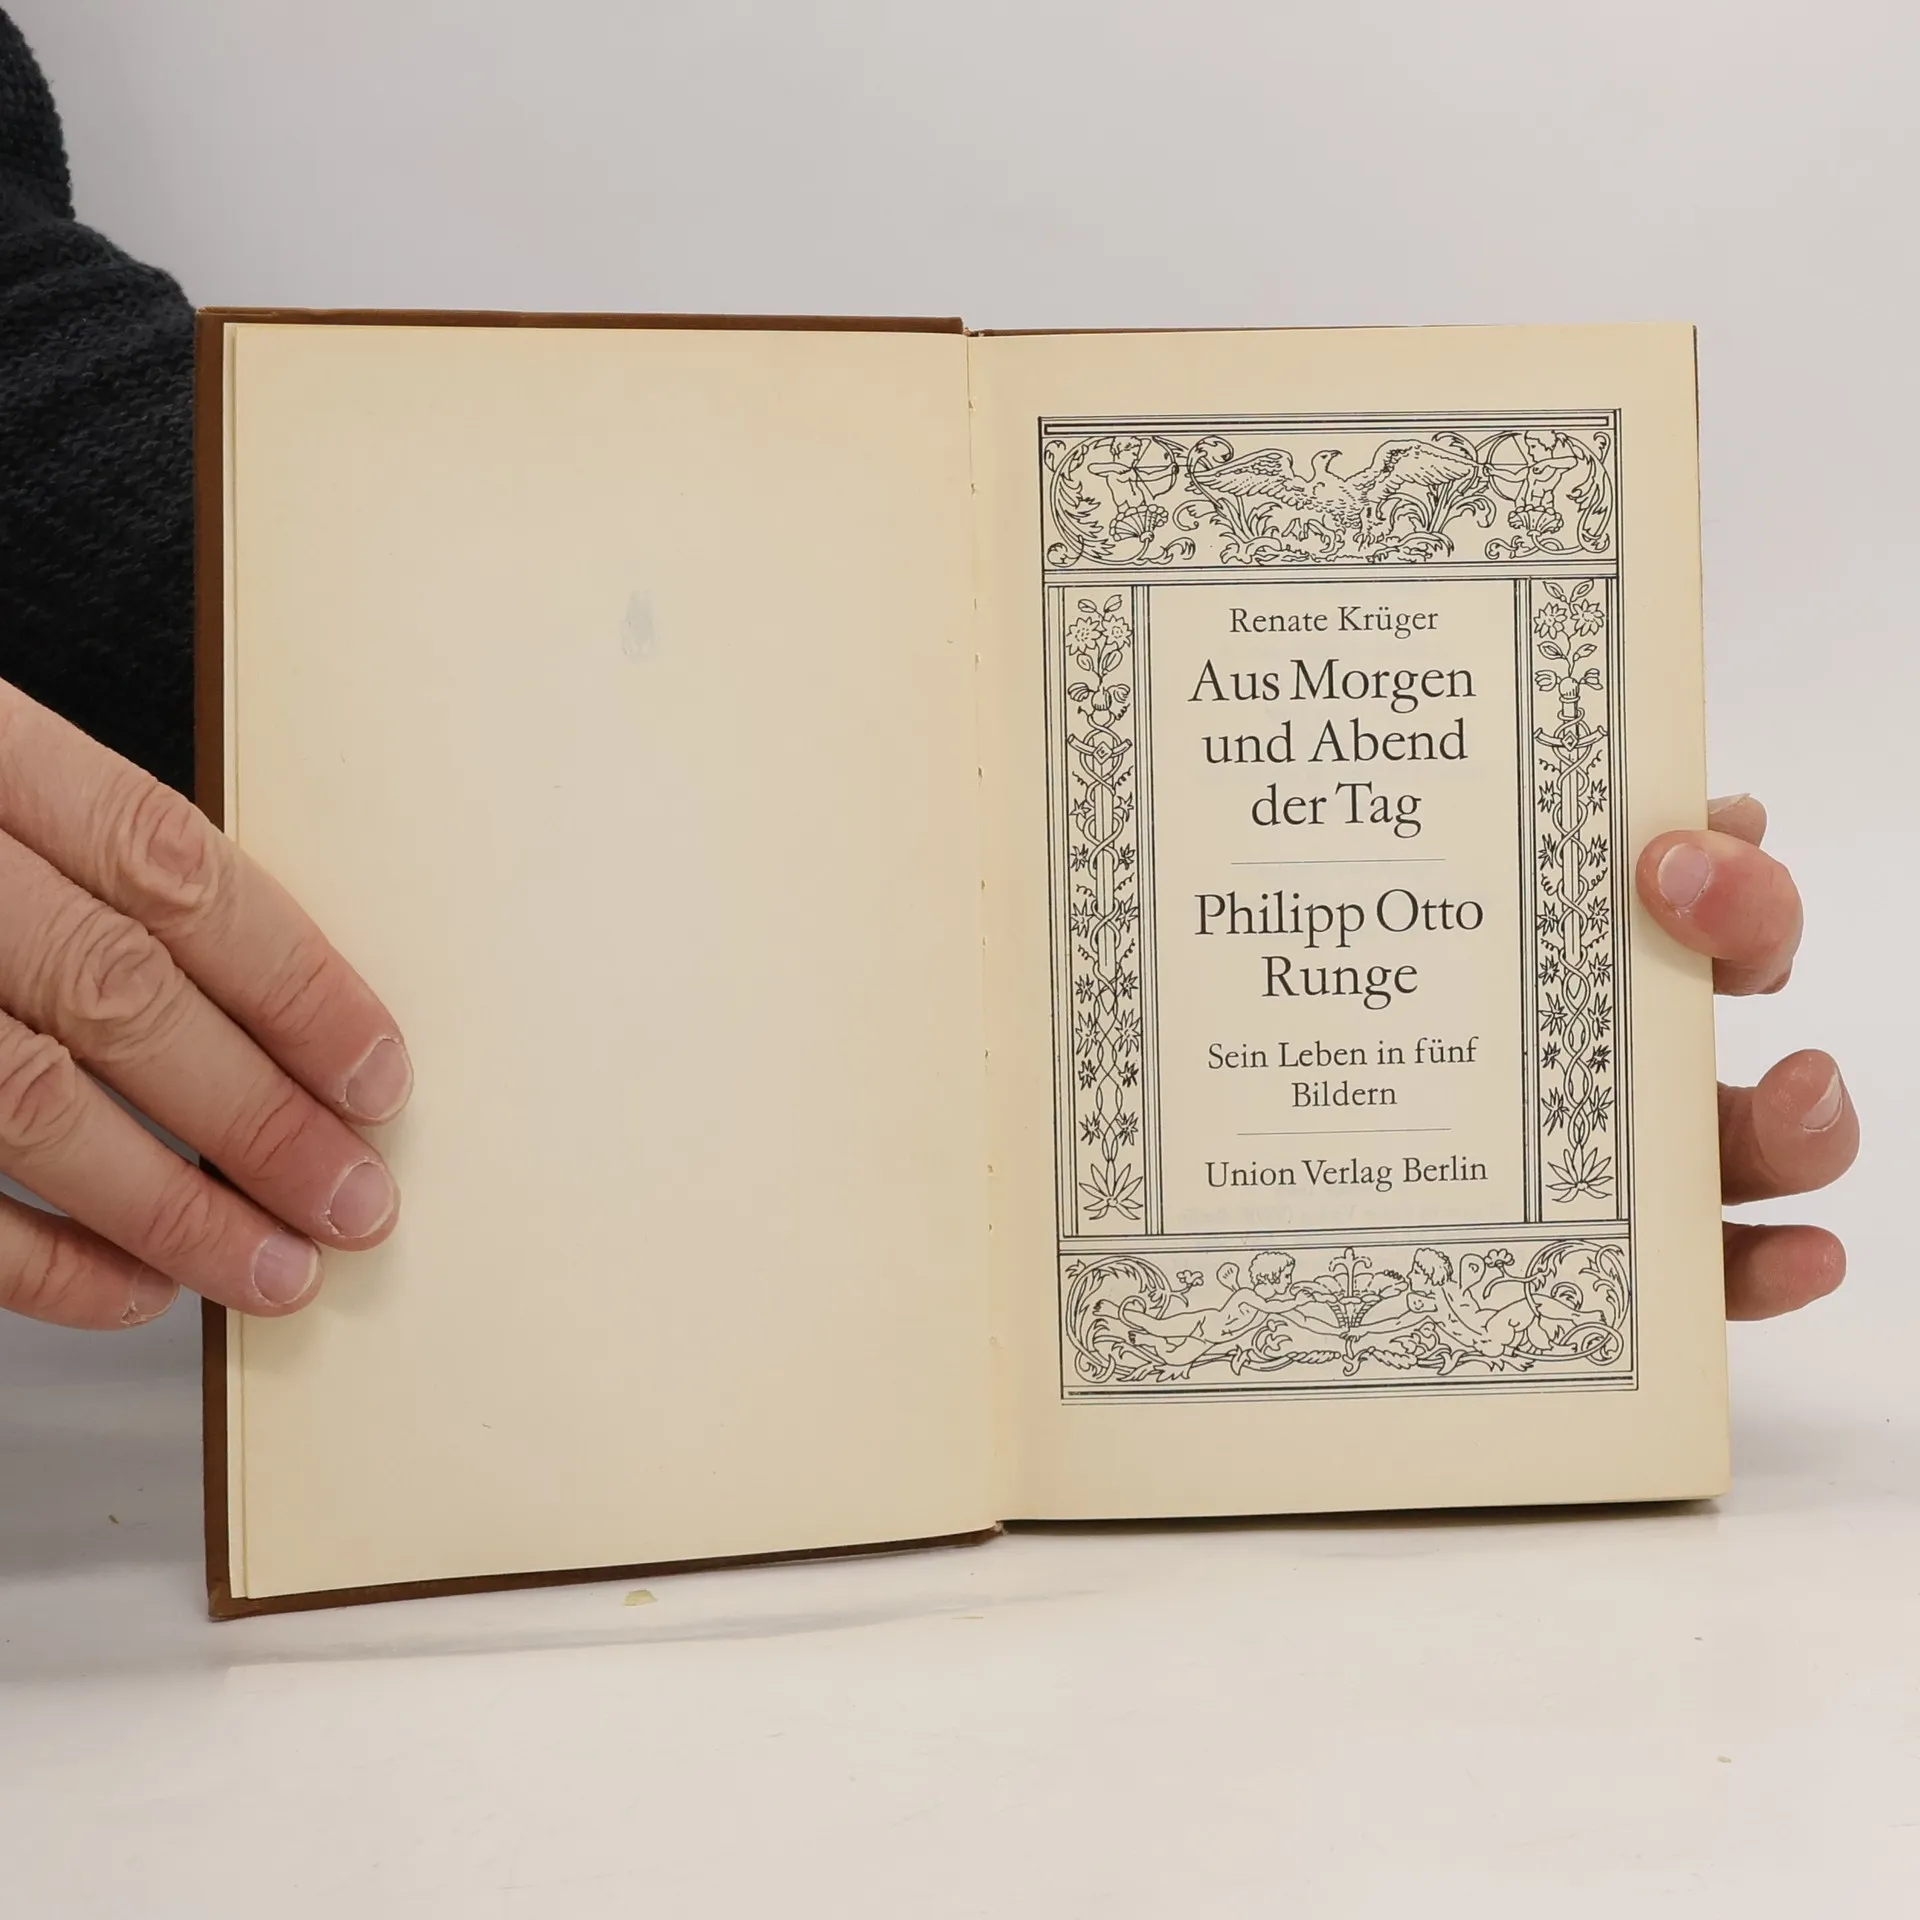 Renate Krüger
Aus Morgen
und Abend
der Tag
Philipp Otto
Runge
Sein Leben in fünf
Bildern
Union Verlag Berlin